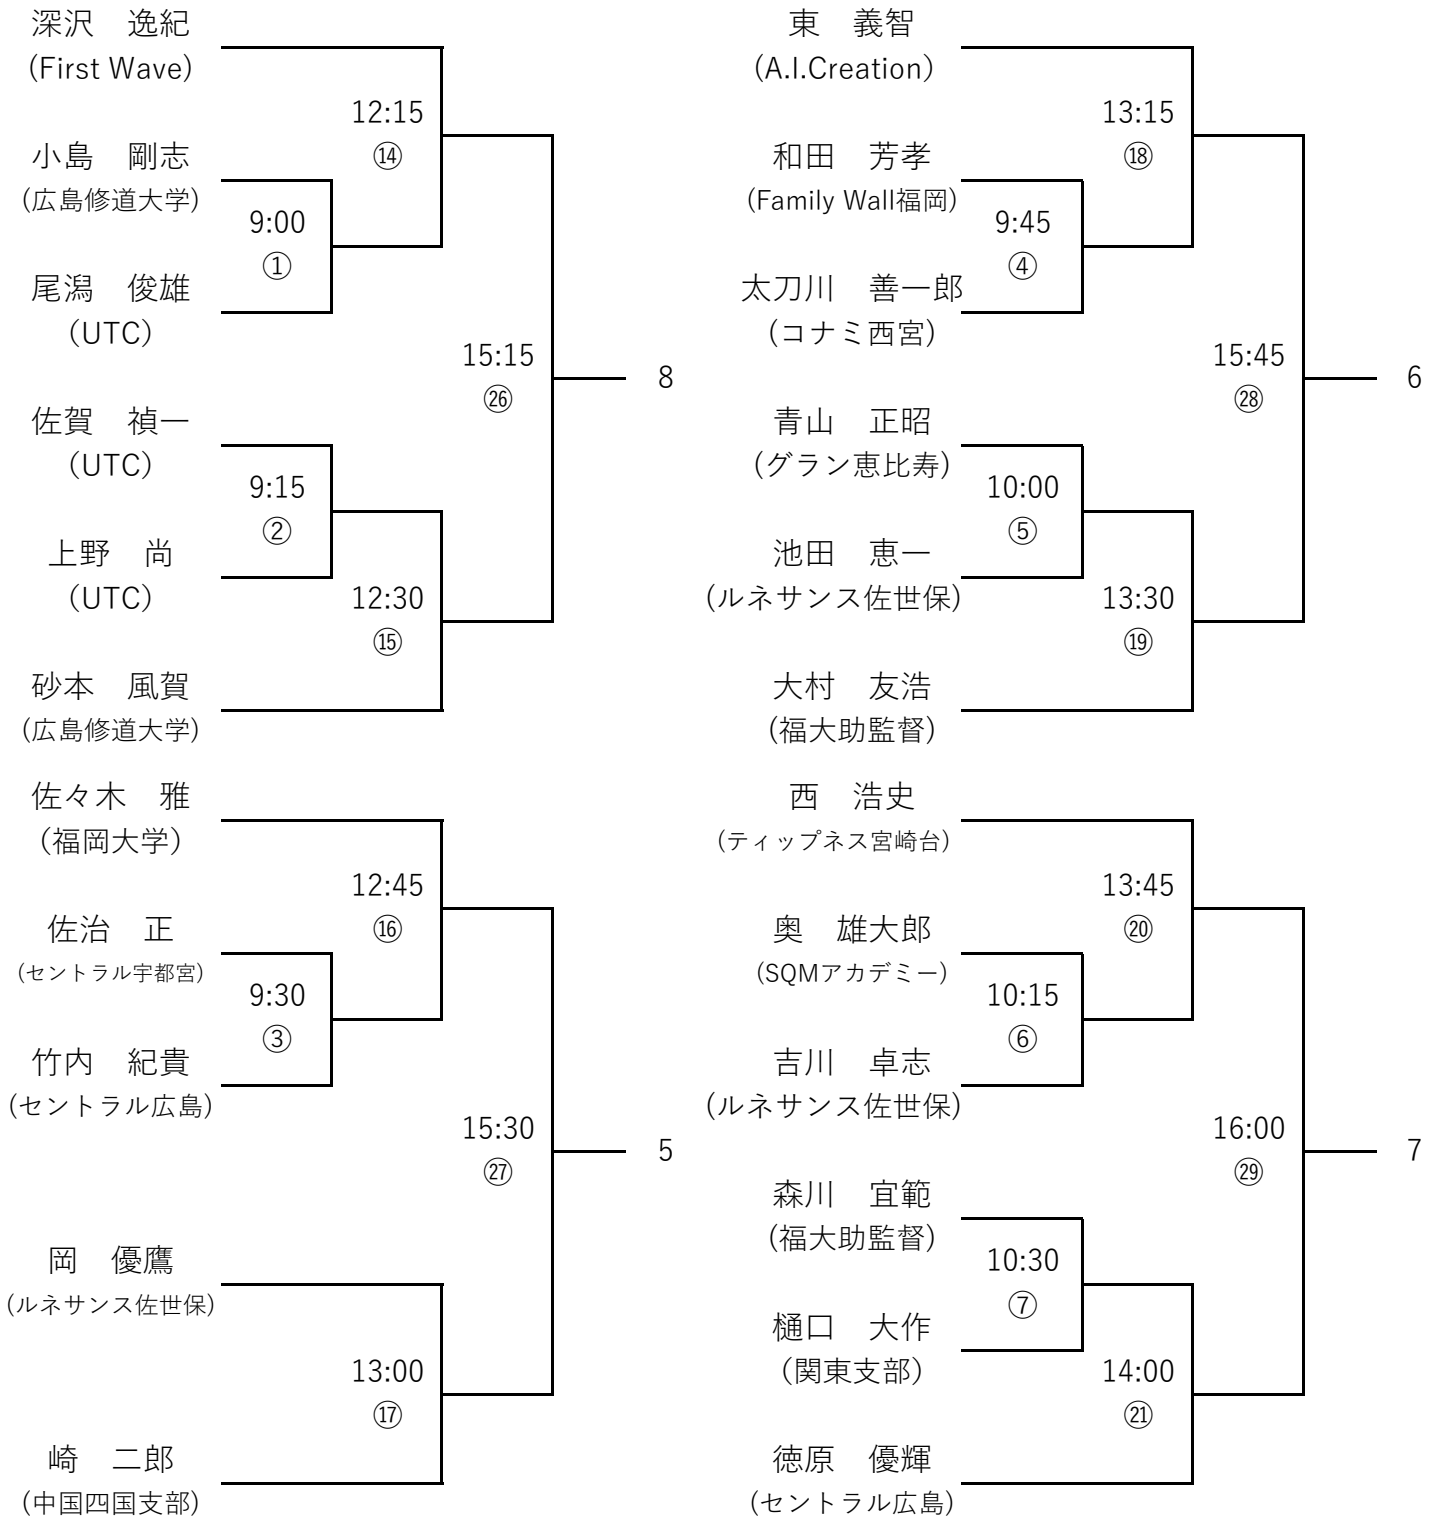 深沢　逸紀
(First Wave)
12:15
⑭
小島　剛志
(広島修道大学)
9:00
①
尾潟　俊雄
(UTC)
15:15
㉖
8
佐賀　禎一
(UTC)
9:15
②
上野　尚
(UTC)
12:30
⑮
砂本　風賀
(広島修道大学)
佐々木　雅
(福岡大学)
12:45
⑯
佐治　正
(セントラル宇都宮)
9:30
③
竹内　紀貴
(セントラル広島)
15:30
㉗
5
岡　優鷹
(ルネサンス佐世保)
13:00
⑰
崎　二郎
(中国四国支部)
東　義智
(A.I.Creation)
13:15
⑱
和田　芳孝
(Family Wall福岡)
9:45
④
太刀川　善一郎
(コナミ西宮)
15:45
㉘
6
青山　正昭
(グラン恵比寿)
10:00
⑤
池田　恵一
(ルネサンス佐世保)
13:30
⑲
大村　友浩
(福大助監督)
西　浩史
(ティップネス宮崎台)
13:45
⑳
奥　雄大郎
(SQMアカデミー)
10:15
⑥
吉川　卓志
(ルネサンス佐世保)
16:00
㉙
7
森川　宜範
(福大助監督)
10:30
⑦
樋口　大作
(関東支部)
14:00
㉑
徳原　優輝
(セントラル広島)